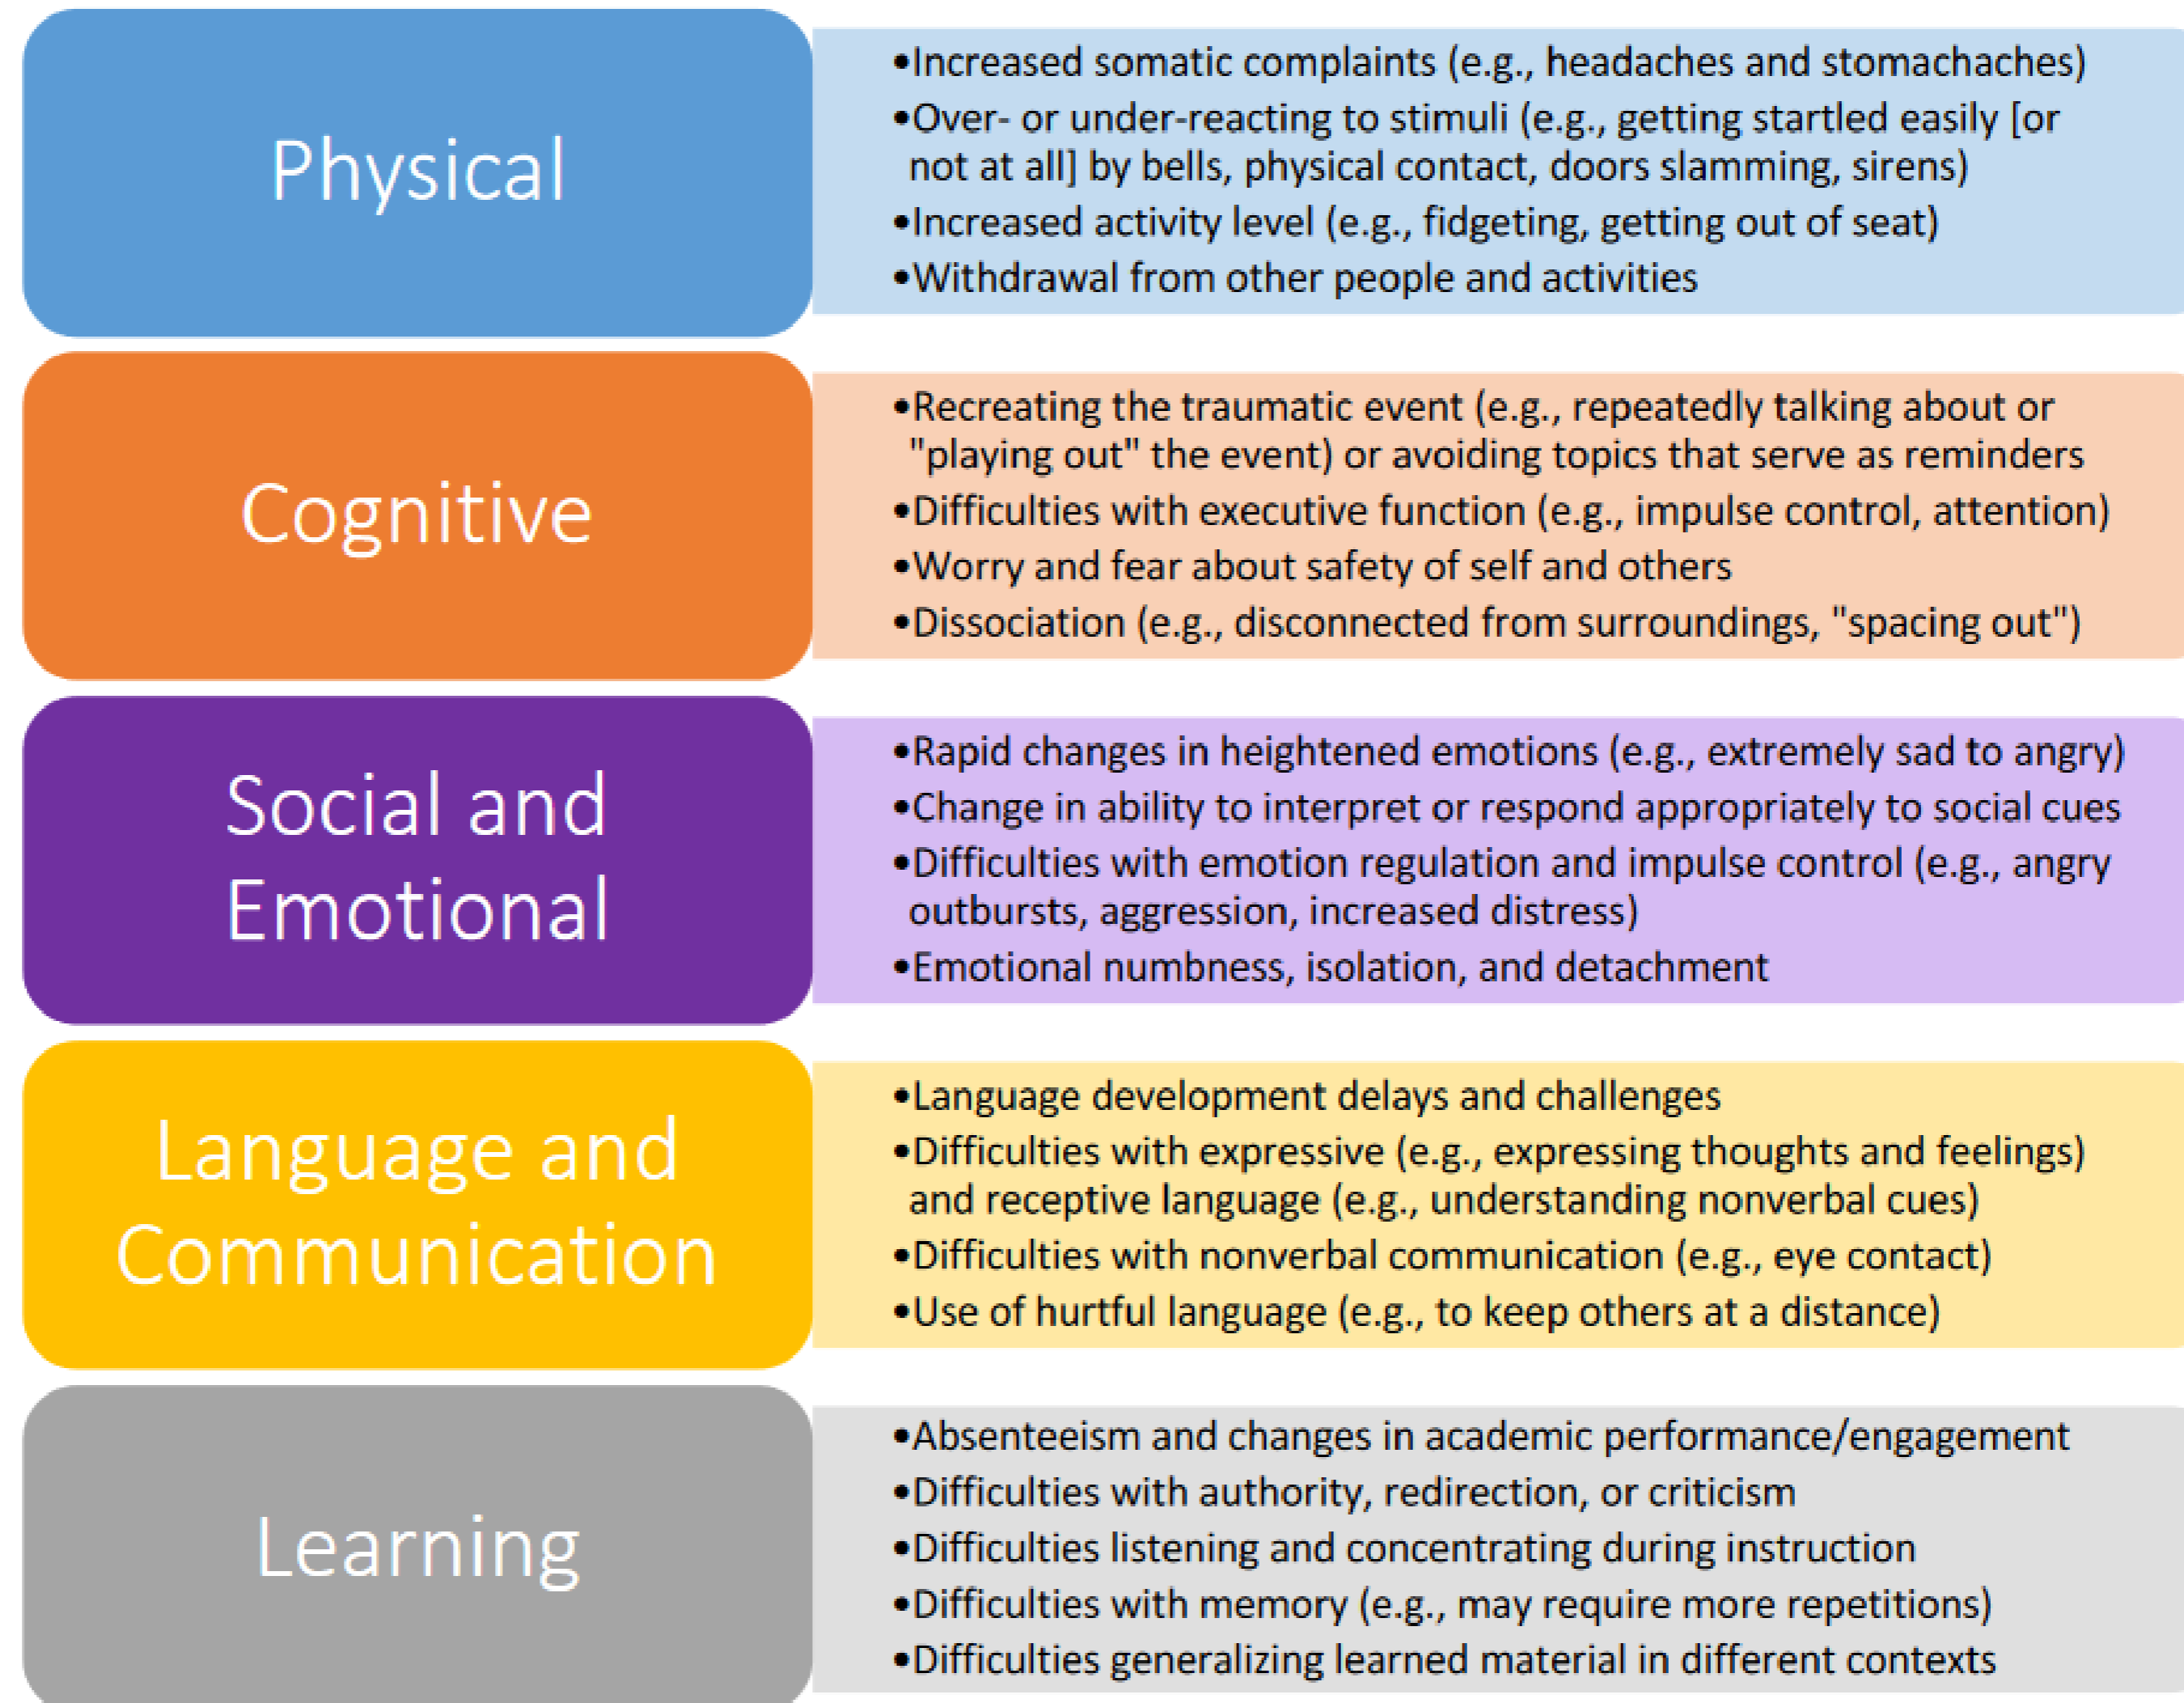 Physical
•Increased somatic complaints (e.g., headaches and stomachaches)
•Over- or under-reacting to stimuli (e.g., getting startled easily [or
not at all] by bells, physical contact, doors slamming, sirens)
•Increased activity level (e.g., fidgeting, getting out of seat)
•Withdrawal from other people and activities
Cognitive
•Recreating the traumatic event (e.g., repeatedly talking about or
"playing out" the event) or avoiding topics that serve as reminders
•Difficulties with executive function (e.g., impulse control, attention)
•Worry and fear about safety of self and others
•Dissociation (e.g., disconnected from surroundings, "spacing out")
Social and
Emotional
•Rapid changes in heightened emotions (e.g., extremely sad to angry)
•Change in ability to interpret or respond appropriately to social cues
•Difficulties with emotion regulation and impulse control (e.g., angry
outbursts, aggression, increased distress)
•Emotional numbness, isolation, and detachment
Language and
Communication
•Language development delays and challenges
•Difficulties with expressive (e.g., expressing thoughts and feelings)
and receptive language (e.g., understanding nonverbal cues)
•Difficulties with nonverbal communication (e.g., eye contact)
•Use of hurtful language (e.g., to keep others at a distance)
Learning
•Absenteeism and changes in academic performance/engagement
•Difficulties with authority, redirection, or criticism
•Difficulties listening and concentrating during instruction
•Difficulties with memory (e.g., may require more repetitions)
•Difficulties generalizing learned material in different contexts